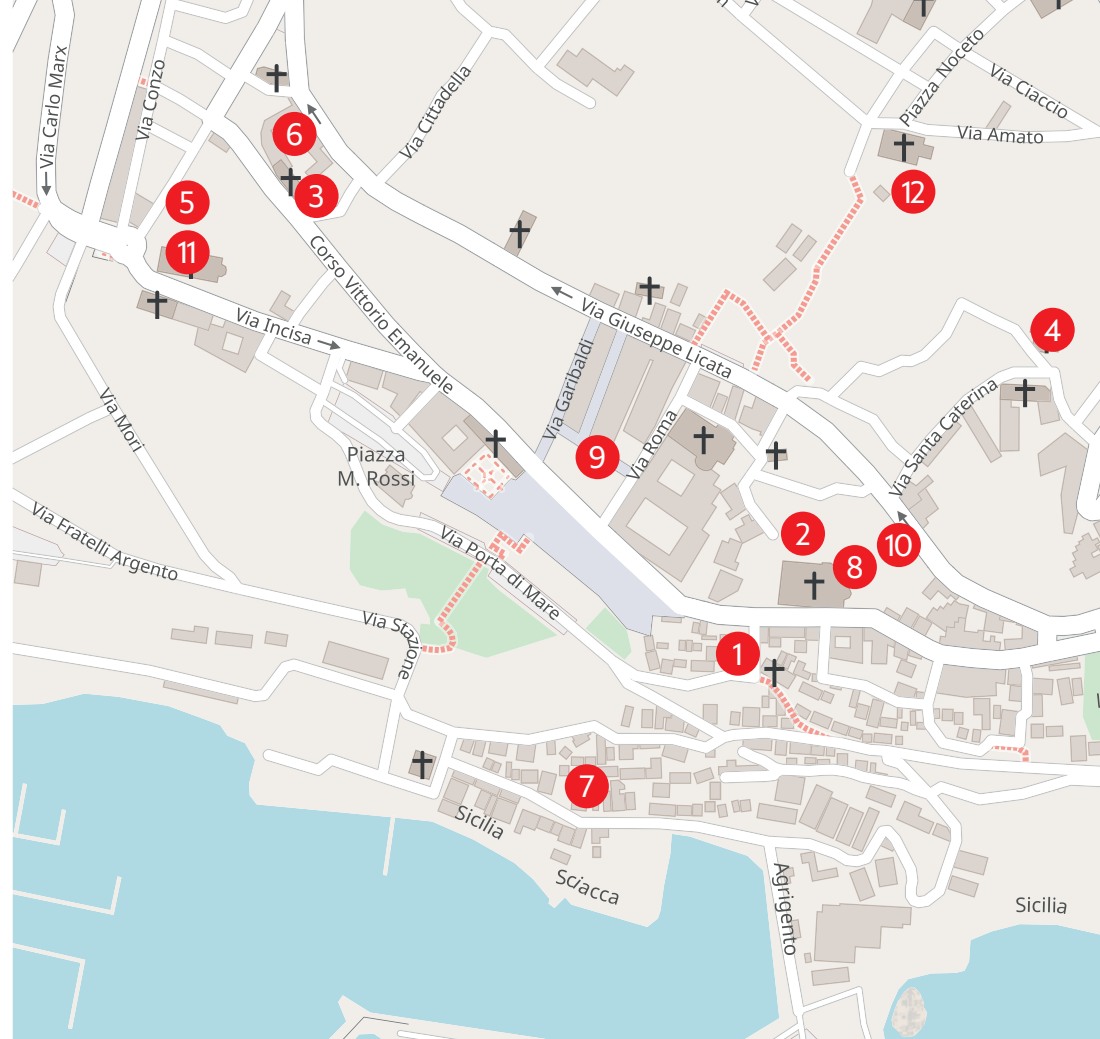 Via Carlo Marx
Via Conzo
Via Cittadella
Piazza Noceto
Via Ciaccio
Via Amato
6
3
5
11
12
Corso Vittorio Emanuele
Via Incisa
Via Giuseppe Licata
4
Via Garibaldi
Via Mori
Via Santa Caterina
Via Roma
9
Piazza
M. Rossi
Via Fratelli Argento
Via Porta di Mare
2
10
8
Via Stazione
1
7
Sicilia
Sciacca
Agrigento
Sicilia